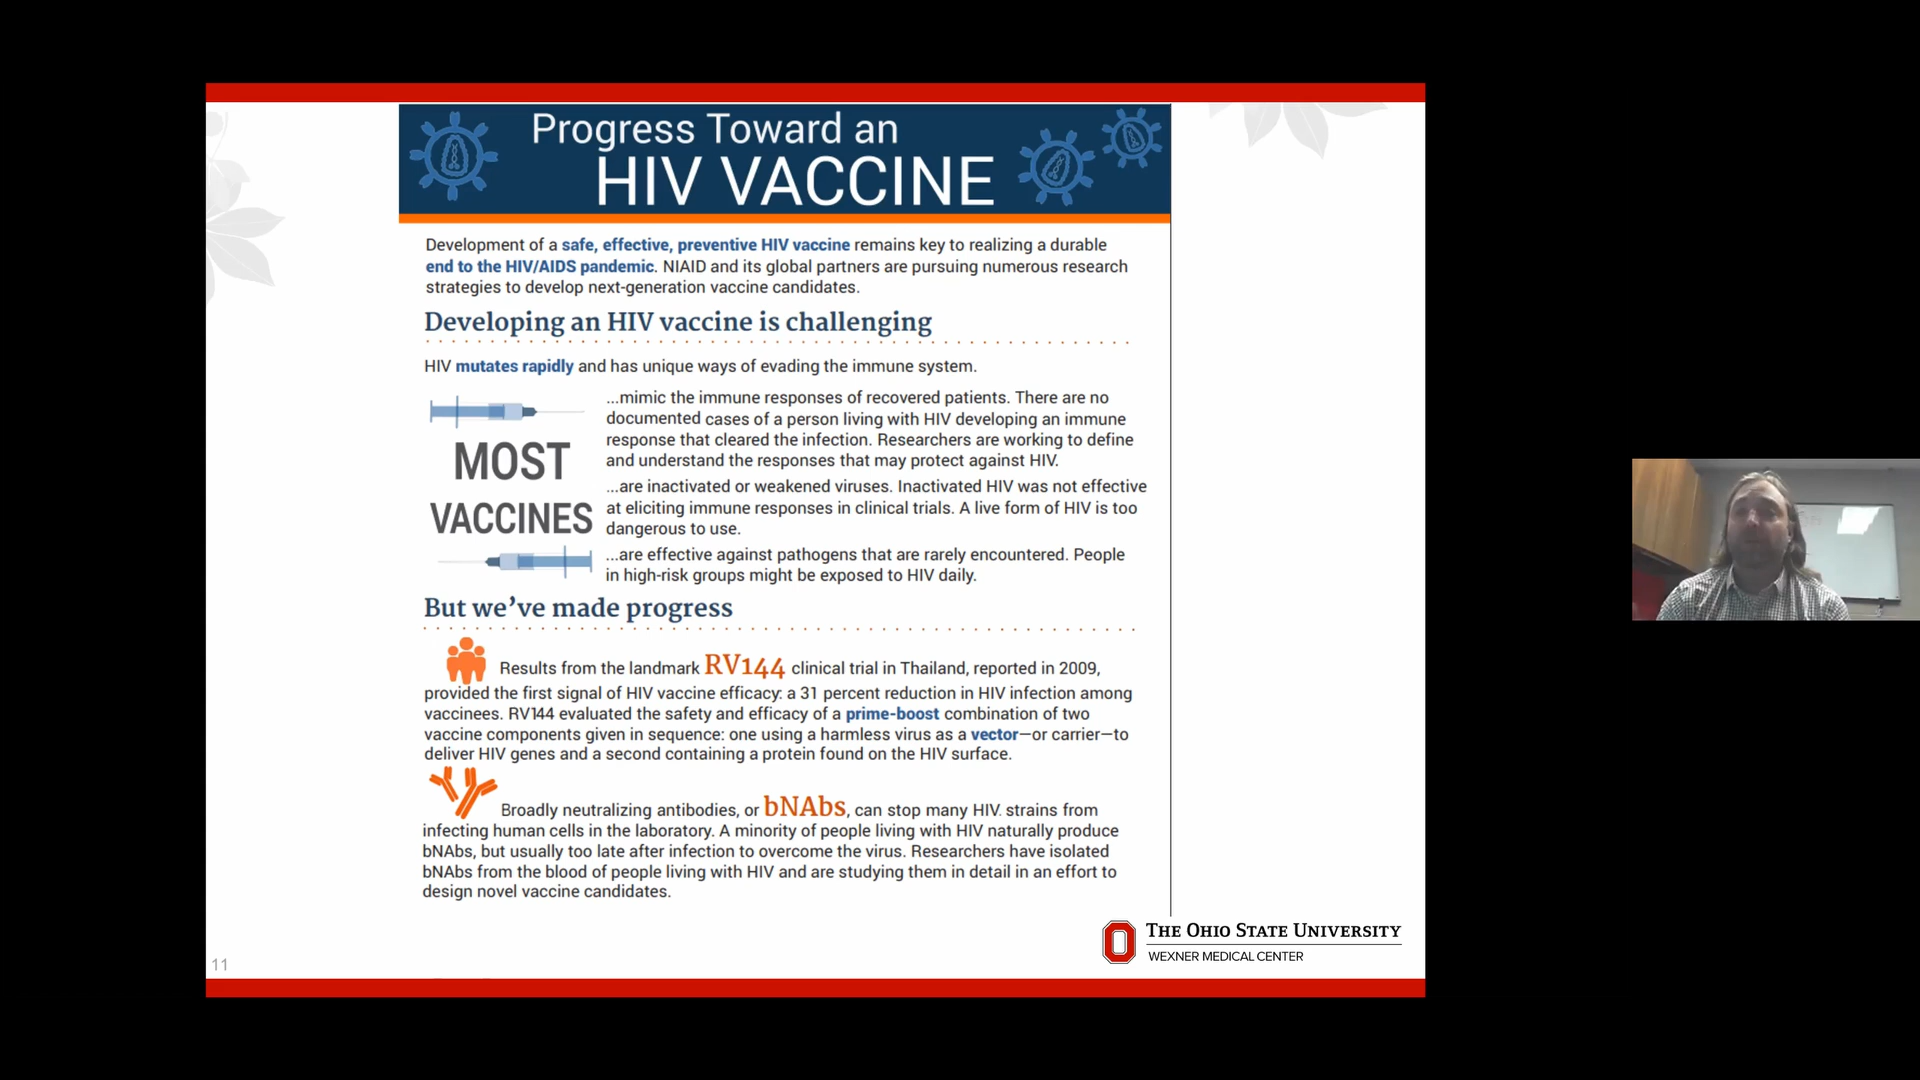 Progress Toward an
HIV VACCINE
Development of a safe, effective, preventive HIV vaccine remains key to realizing a durable
end to the HIV/AIDS pandemic. NIAID and its global partners are pursuing numerous research
strategies to develop next-generation vaccine candidates.
Developing an HIV vaccine is challenging
HIV mutates rapidly and has unique ways of evading the immune system.
MOST
VACCINES
...mimic the immune responses of recovered patients. There are no
documented cases of a person living with HIV developing an immune
response that cleared the infection. Researchers are working to define
and understand the responses that may protect against HIV.
...are inactivated or weakened viruses. Inactivated HIV was not effective
at eliciting immune responses in clinical trials. A live form of HIV is too
dangerous to use.
...are effective against pathogens that are rarely encountered. People
in high-risk groups might be exposed to HIV daily.
But we've made progress
Results from the landmark RV144 clinical trial in Thailand, reported in 2009,
provided the first signal of HIV vaccine efficacy: a 31 percent reduction in HIV infection among
vaccinees. RV144 evaluated the safety and efficacy of a prime-boost combination of two
vaccine components given in sequence: one using a harmless virus as a vector—or carrier—to
deliver HIV genes and a second containing a protein found on the HIV surface.
Broadly neutralizing antibodies, or bNAbs, can stop many HIV strains from
infecting human cells in the laboratory. A minority of people living with HIV naturally produce
bNAbs, but usually too late after infection to overcome the virus. Researchers have isolated
bNAbs from the blood of people living with HIV and are studying them in detail in an effort to
design novel vaccine candidates.
THE OHIO STATE UNIVERSITY
WEXNER MEDICAL CENTER
11